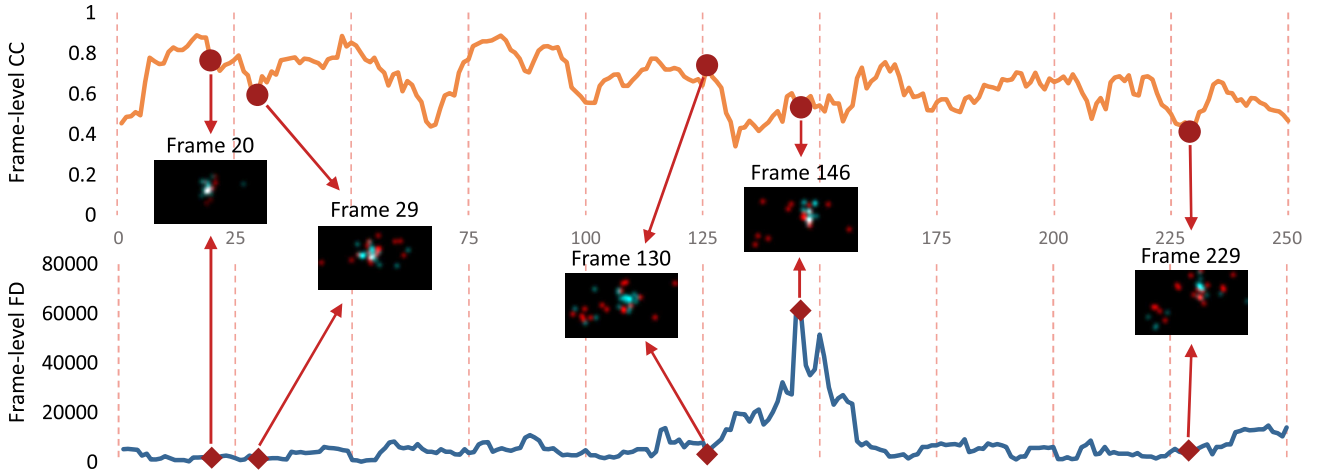 Frame-level CC
1
0.8
0.6
0.4
0.2
0
Frame 20
Frame 29
Frame 130
Frame 146
Frame 229
0 25 75 100 125 175 200 225 250
Frame-level FD
80000
60000
40000
20000
0